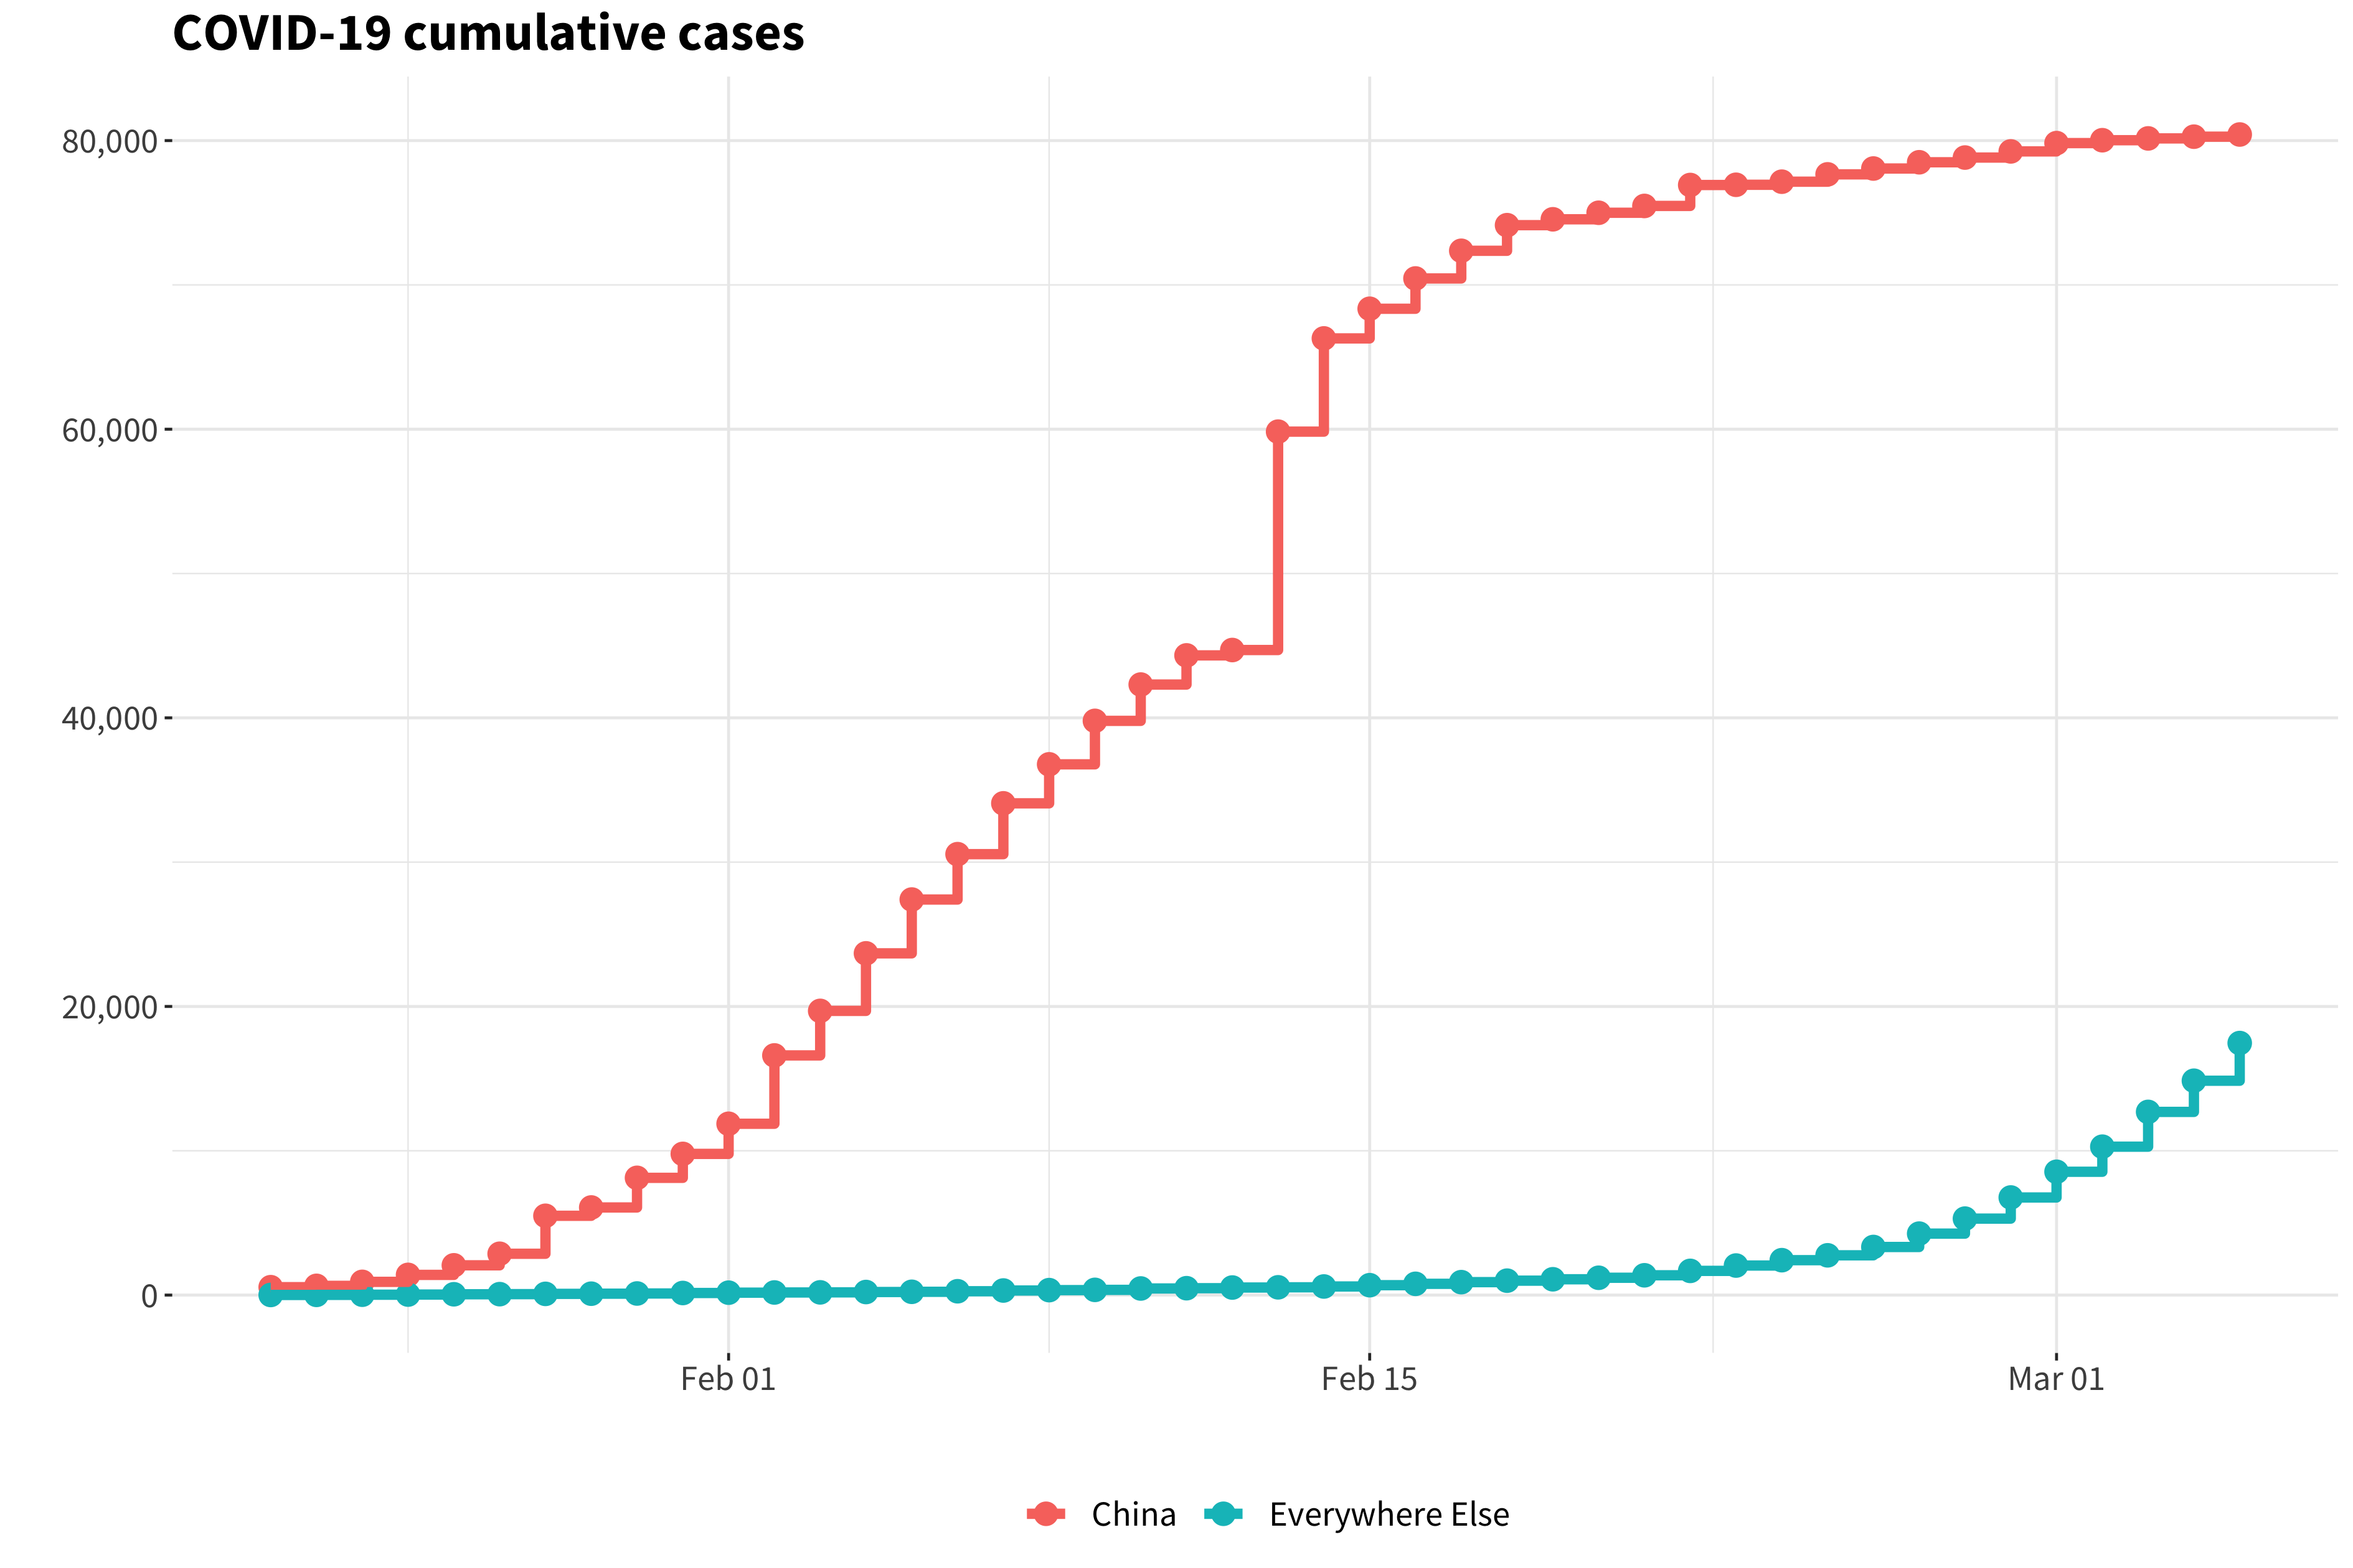 COVID-19 cumulative cases
80,000
60,000
40,000
20,000
0
Feb 01 Feb 15 Mar 01
China Everywhere Else